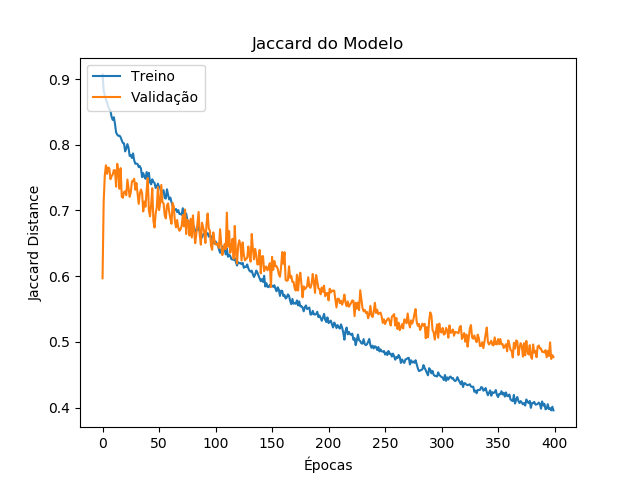 Jaccard do Modelo
Treino
Validação
Jaccard Distance
0.9
0.8
0.7
0.6
0.5
0.4
0 50 100 150 200 250 300 350 400
Épocas